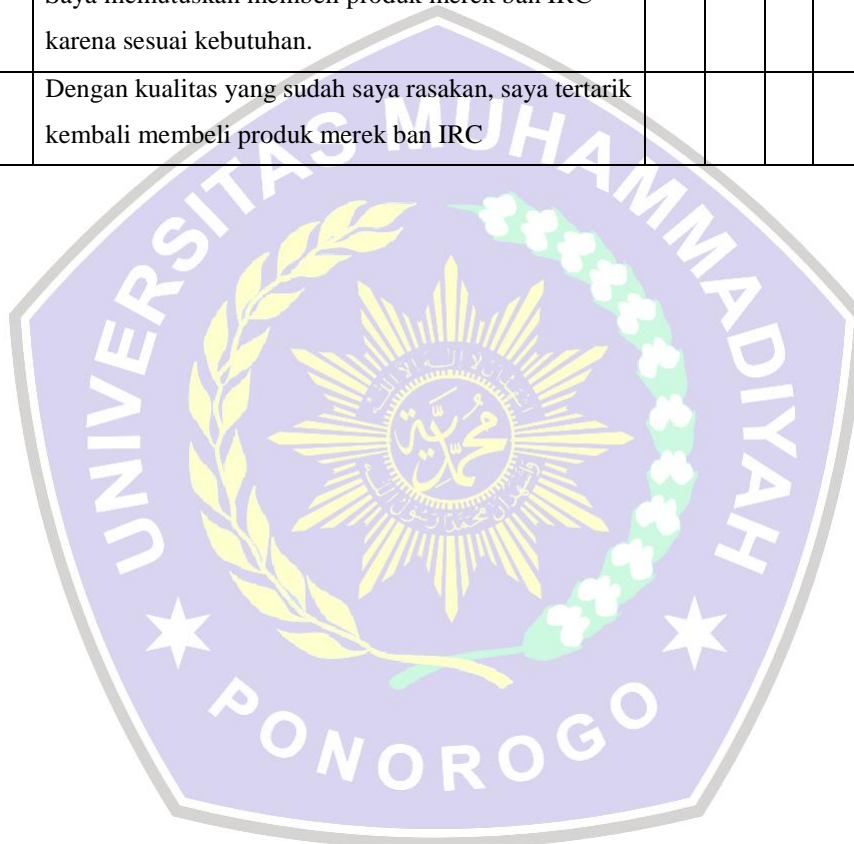 Saya memutuskan membeli produk merek ban IRC
karena sesuai kebutuhan.
Dengan kualitas yang sudah saya rasakan, saya tertarik
kembali membeli produk merek ban IRC
UNIVERSITAS MUHAMMADIYAH
محمدية
PONOROGO